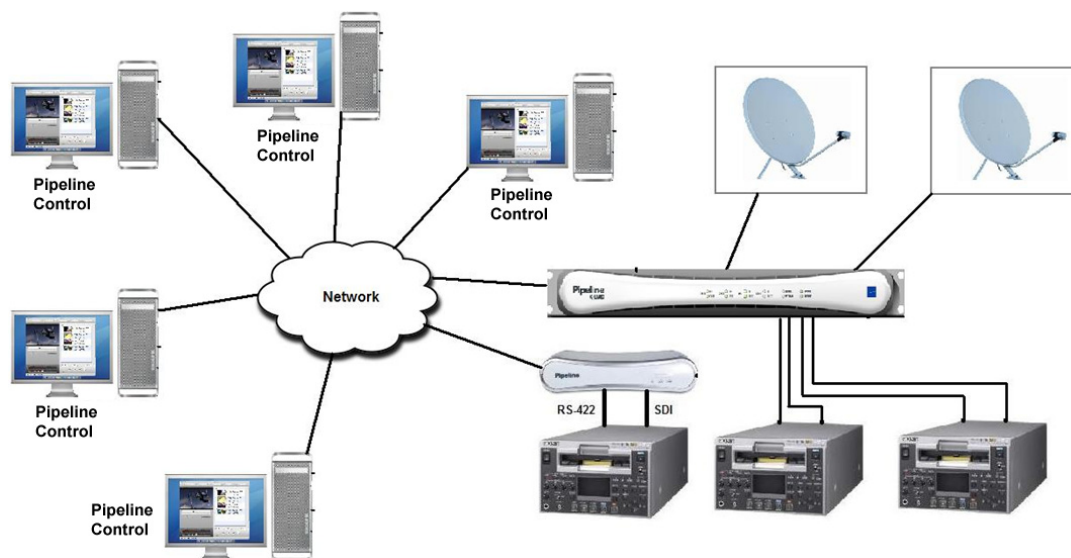 Pipeline
Control
Pipeline
Control
Pipeline
Control
Network
Pipeline
Pipeline
Control
Pipeline
RS-422
SDI
Pipeline
Control